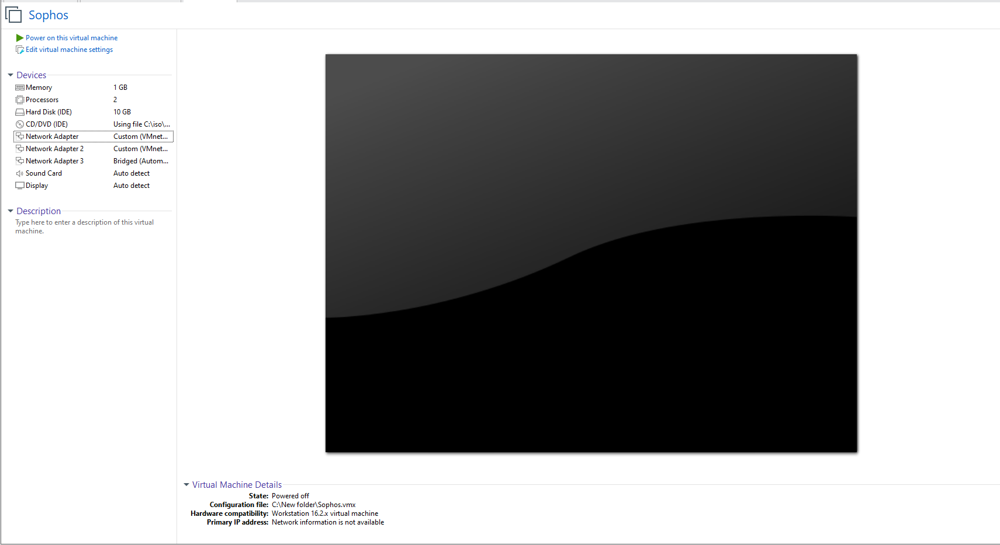 Sophos
Power on this virtual machine
Edit virtual machine settings
Devices
Memory 1 GB
Processors 2
Hard Disk (IDE) 10 GB
CD/DVD (IDE) Using file C:\iso\...
Network Adapter Custom (VMnet...
Network Adapter 2 Custom (VMnet...
Network Adapter 3 Bridged (Autom...
Sound Card Auto detect
Display Auto detect
Description
Type here to enter a description of this virtual
machine.
Virtual Machine Details
State: Powered off
Configuration file: C:\New folder\Sophos.vmx
Hardware compatibility: Workstation 16.2.x virtual machine
Primary IP address: Network information is not available